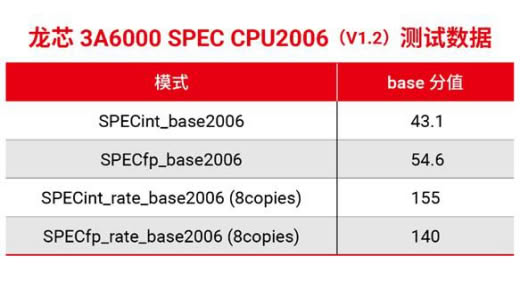 龙芯 3A6000 SPEC CPU2006（V1.2）测试数据
模式 base 分值
SPECint_base2006 43.1
SPECfp_base2006 54.6
SPECint_rate_base2006 (8copies) 155
SPECfp_rate_base2006 (8copies) 140